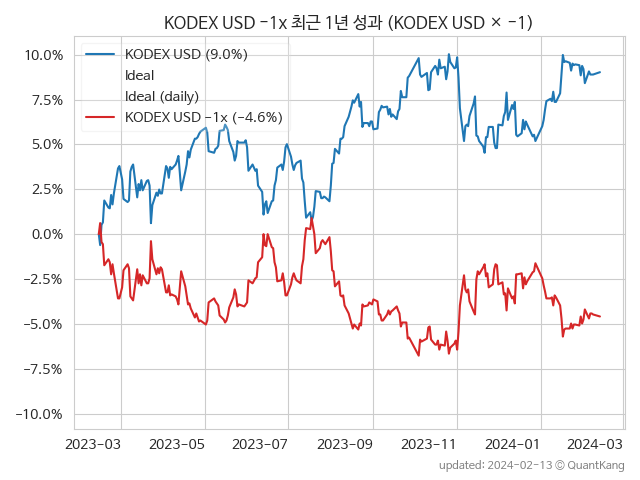 KODEX USD −1x 최근 1년 성과 (KODEX USD × −1)
KODEX USD (9.0%)
Ideal
Ideal (daily)
KODEX USD −1x (−4.6%)
10.0%
7.5%
5.0%
2.5%
0.0%
−2.5%
−5.0%
−7.5%
−10.0%
2023−03 2023−05 2023−07 2023−09 2023−11 2024−01 2024−03
updated: 2024−02−13 ⓒ QuantKang